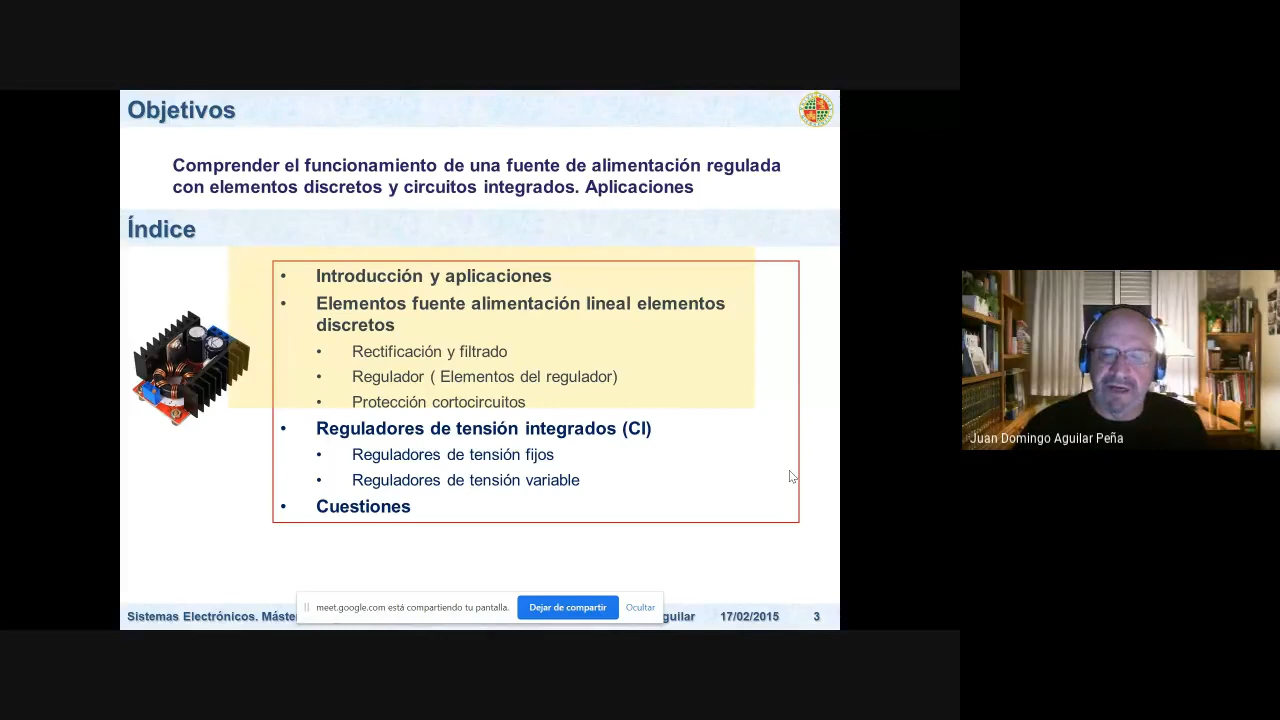 Objetivos
Comprender el funcionamiento de una fuente de alimentación regulada
con elementos discretos y circuitos integrados. Aplicaciones
Índice
• Introducción y aplicaciones
• Elementos fuente alimentación lineal elementos
discretos
• Rectificación y filtrado
• Regulador ( Elementos del regulador)
• Protección cortocircuitos
• Reguladores de tensión integrados (CI)
• Reguladores de tensión fijos
• Reguladores de tensión variable
• Cuestiones
meet.google.com está compartiendo tu pantalla. Dejar de compartir Ocultar
Sistemas Electrónicos. Máste guilar 17/02/2015 3
Juan Domingo Aguilar Peña